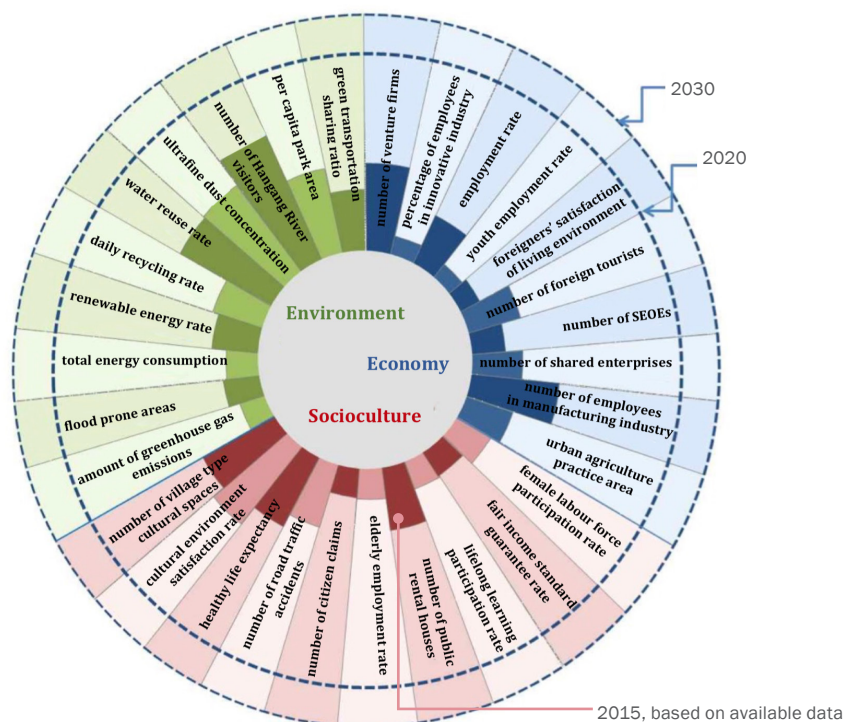 number of venture firms
percentage of employees
in innovative industry
employment rate
youth employment rate
foreigners' satisfaction
of living environment
number of foreign tourists
number of SEOEs
number of shared enterprises
number of employees
in manufacturing industry
urban agriculture
practice area
female labour force
participation rate
fair income standard
guarantee rate
lifelong learning
participation rate
number of public
rental houses
elderly employment rate
number of citizen claims
number of road traffic
accidents
healthy life expectancy
cultural environment
satisfaction rate
number of village type
cultural spaces
amount of greenhouse gas
emissions
flood prone areas
total energy consumption
renewable energy rate
daily recycling rate
water reuse rate
ultrafine dust concentration
number of Hangang River
visitors
per capita park area
green transportation
sharing ratio
Environment
Economy
Socioculture
2030
2020
2015, based on available data